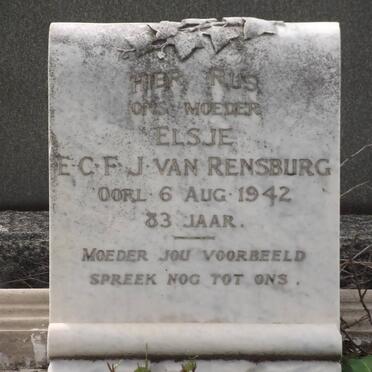 HIER RUS
ONS MOEDER
ELSJE
E.C.F.J. VAN RENSBURG
OORL. 6 AUG. 1942
83 JAAR.
MOEDER JOU VOORBEELD
SPREEK NOG TOT ONS.